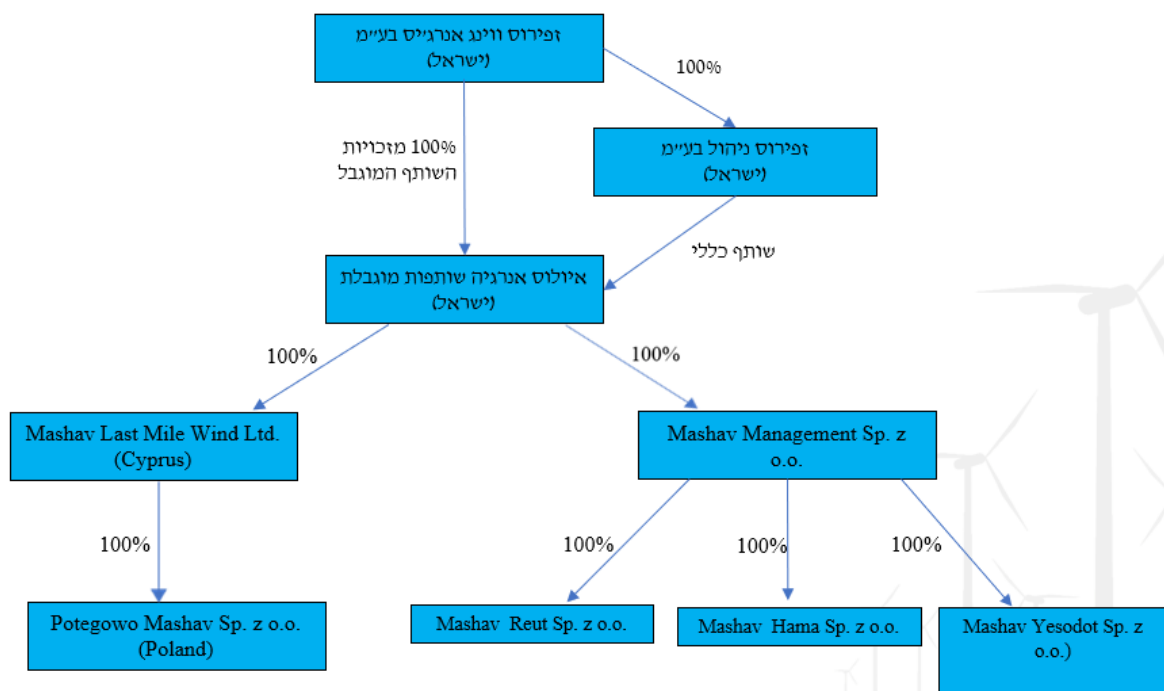 זפירוס ווינג אנרג׳יס בע״מ
(ישראל)
100%
זפירוס ניהול בע״מ
(ישראל)
100% מזכויות
השותף המוגבל
שותף כללי
איולוס אנרגיה שותפות מוגבלת
(ישראל)
100%
100%
Mashav Last Mile Wind Ltd.
(Cyprus)
Mashav Management Sp. z
o.o.
100%
100%
100%
100%
Potegowo Mashav Sp. z o.o.
(Poland)
Mashav Reut Sp. z o.o.
Mashav Hama Sp. z o.o.
Mashav Yesodot Sp. z
o.o.)